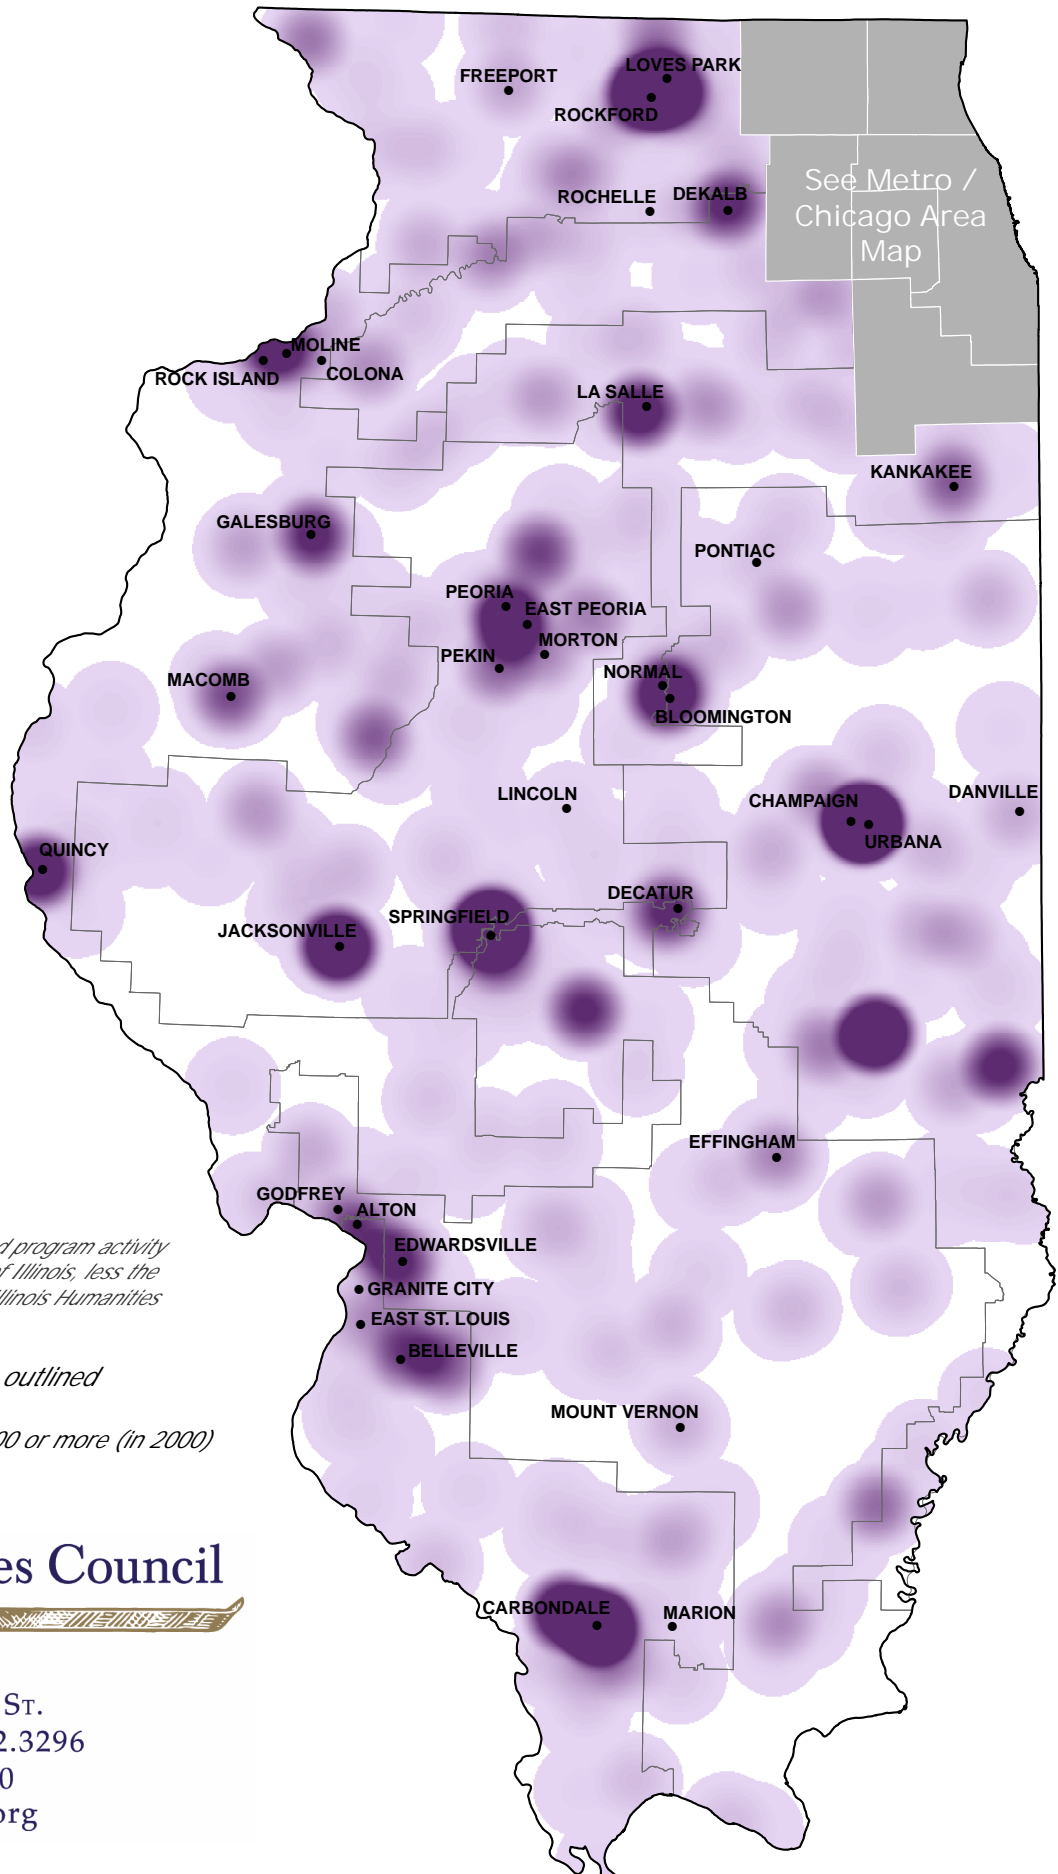 FREEPORT
LOVES PARK
ROCKFORD
ROCHELLE
DEKALB
See Metro /
Chicago Area
Map
MOLINE
ROCK ISLAND
COLONA
LA SALLE
KANKAKEE
GALESBURG
PONTIAC
PEORIA
EAST PEORIA
MORTON
PEKIN
NORMAL
MACOMB
BLOOMINGTON
LINCOLN
CHAMPAIGN
DANVILLE
URBANA
QUINCY
DECATUR
SPRINGFIELD
JACKSONVILLE
EFFINGHAM
GODFREY
ALTON
EDWARDSVILLE
GRANITE CITY
EAST ST. LOUIS
BELLEVILLE
MOUNT VERNON
CARBONDALE
MARION
d program activity
of Illinois, less the
llinois Humanities
outlined
00 or more (in 2000)
es Council
St.
2.3296
0
org